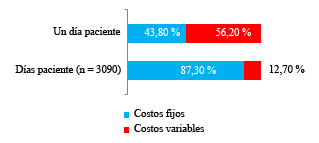 Un día paciente 43,80 % 56,20 %
Días paciente (n = 3090) 87,30 % 12,70 %
Costos fijos
Costos variables